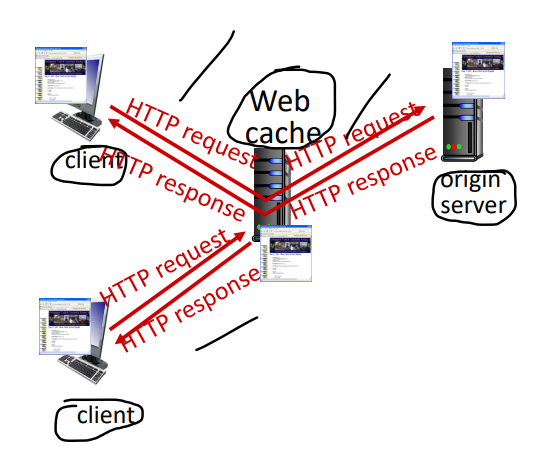 Web
cache
HTTP request
HTTP request
client
HTTP response
HTTP response
origin
server
HTTP request
HTTP response
client